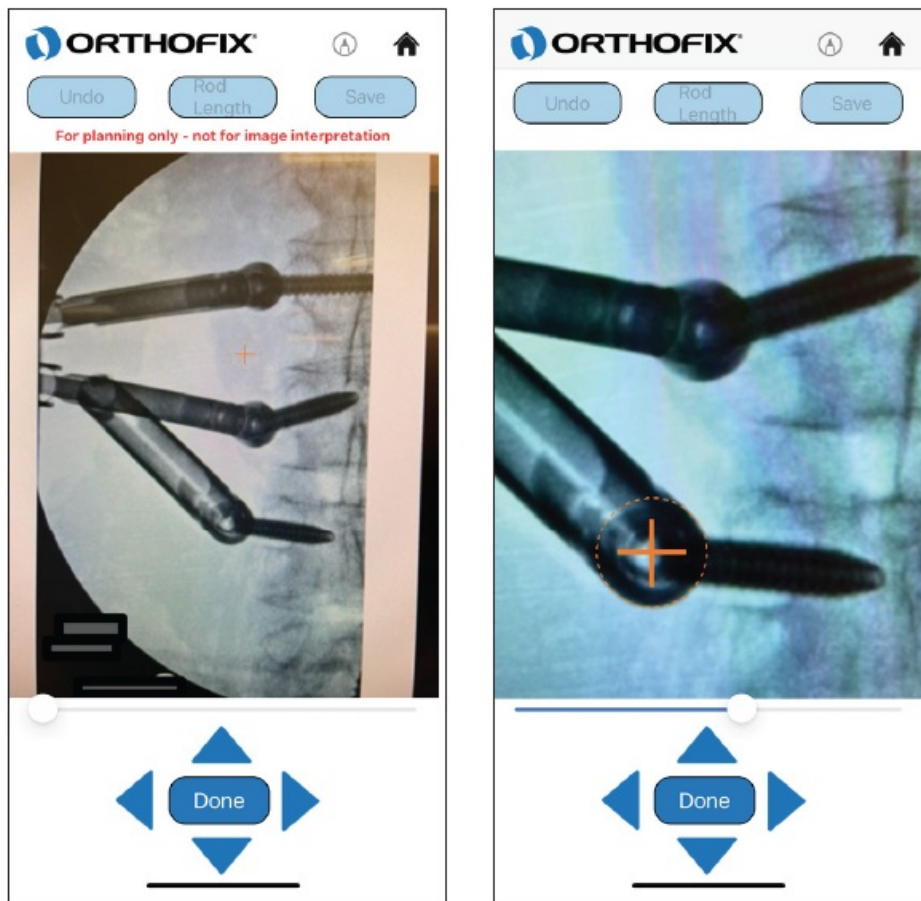 ORTHOFIX®
Undo
Rod
Length
Save
For planning only - not for image interpretation
Done
ORTHOFIX®
Undo
Rod
Length
Save
Done